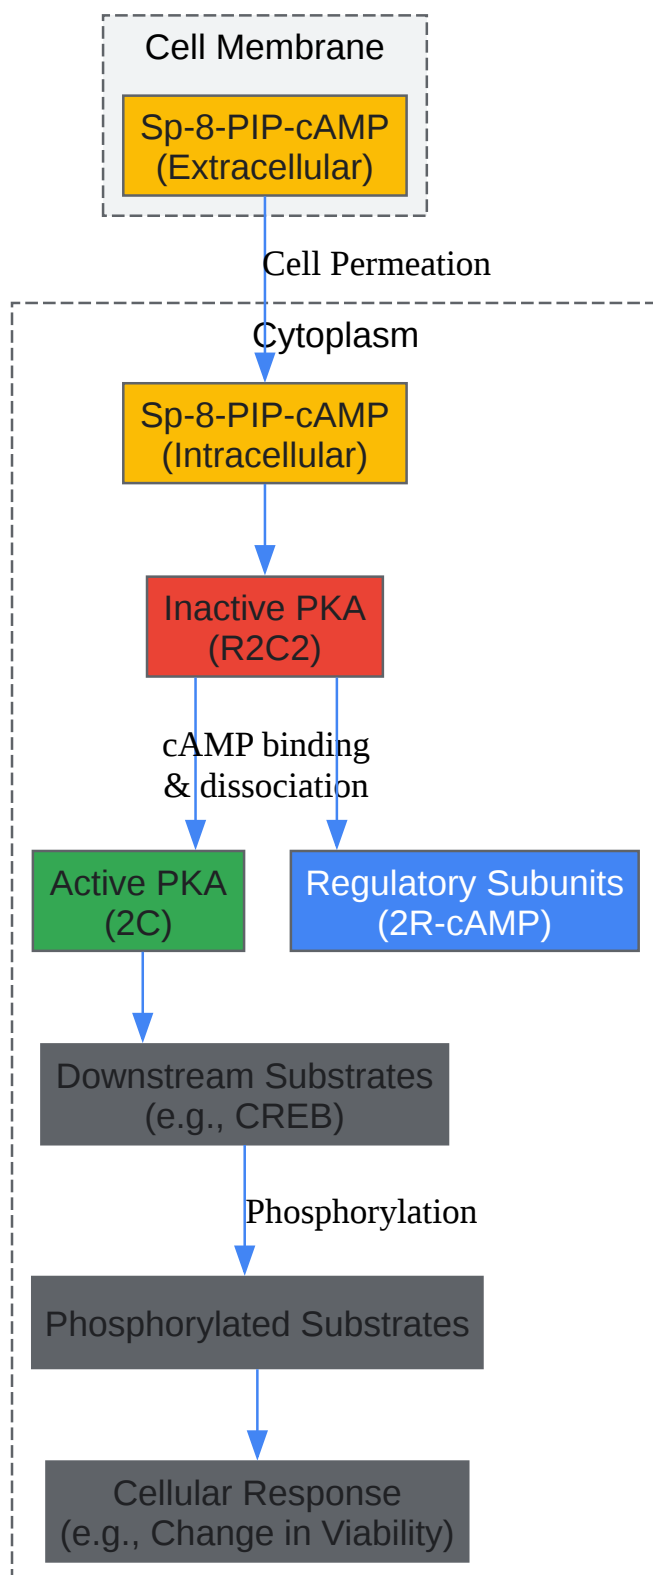 Cell Membrane
Sp-8-PIP-cAMP
(Extracellular)
Cell Permeation
Cytoplasm
Sp-8-PIP-cAMP
(Intracellular)
Inactive PKA
(R2C2)
cAMP binding
& dissociation
Active PKA
(2C)
Regulatory Subunits
(2R-cAMP)
Downstream Substrates
(e.g., CREB)
Phosphorylation
Phosphorylated Substrates
Cellular Response
(e.g., Change in Viability)